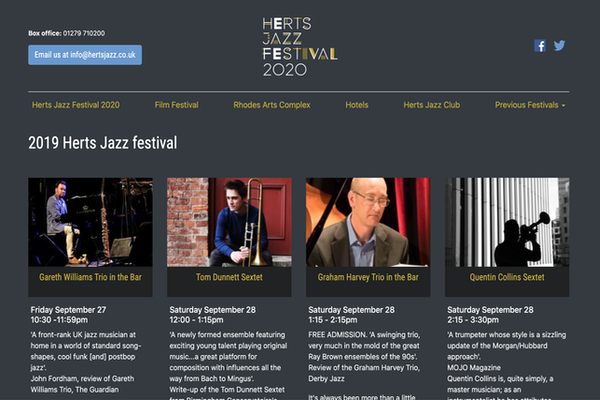 Box office: 01279 710200
Email us at info@hertsjazz.co.uk
HERTS
JAZZ
FESTIVAL
2020
Herts Jazz Festival 2020
Film Festival
Rhodes Arts Complex
Hotels
Herts Jazz Club
Previous Festivals
2019 Herts Jazz festival
Gareth Williams Trio in the Bar
Friday September 27
10:30 -11:59pm
'A front-rank UK jazz musician at
home in a world of standard song-
shapes, cool funk [and] postbop
jazz'.
John Fordham, review of Gareth
Williams Trio, The Guardian
Tom Dunnett Sextet
Saturday September 28
12:00 - 1:15pm
'A newly formed ensemble featuring
exciting young talent playing original
music...a great platform for
composition with influences all the
way from Bach to Mingus'.
Write-up of the Tom Dunnett Sextet
from Birmingham Conservatoire's
Graham Harvey Trio in the Bar
Saturday September 28
1:15 - 2:15pm
FREE ADMISSION. 'A swinging trio,
very much in the mold of the great
Ray Brown ensembles of the 90s'.
Review of the Graham Harvey Trio,
Derby Jazz
It's always been more than a little
Quentin Collins Sextet
Saturday September 28
2:15 - 3:30pm
'A trumpeter whose style is a sizzling
update of the Morgan/Hubbard
approach'.
MOJO Magazine
Quentin Collins is, quite simply, a
master musician; as an
instrumentalist he has attributes